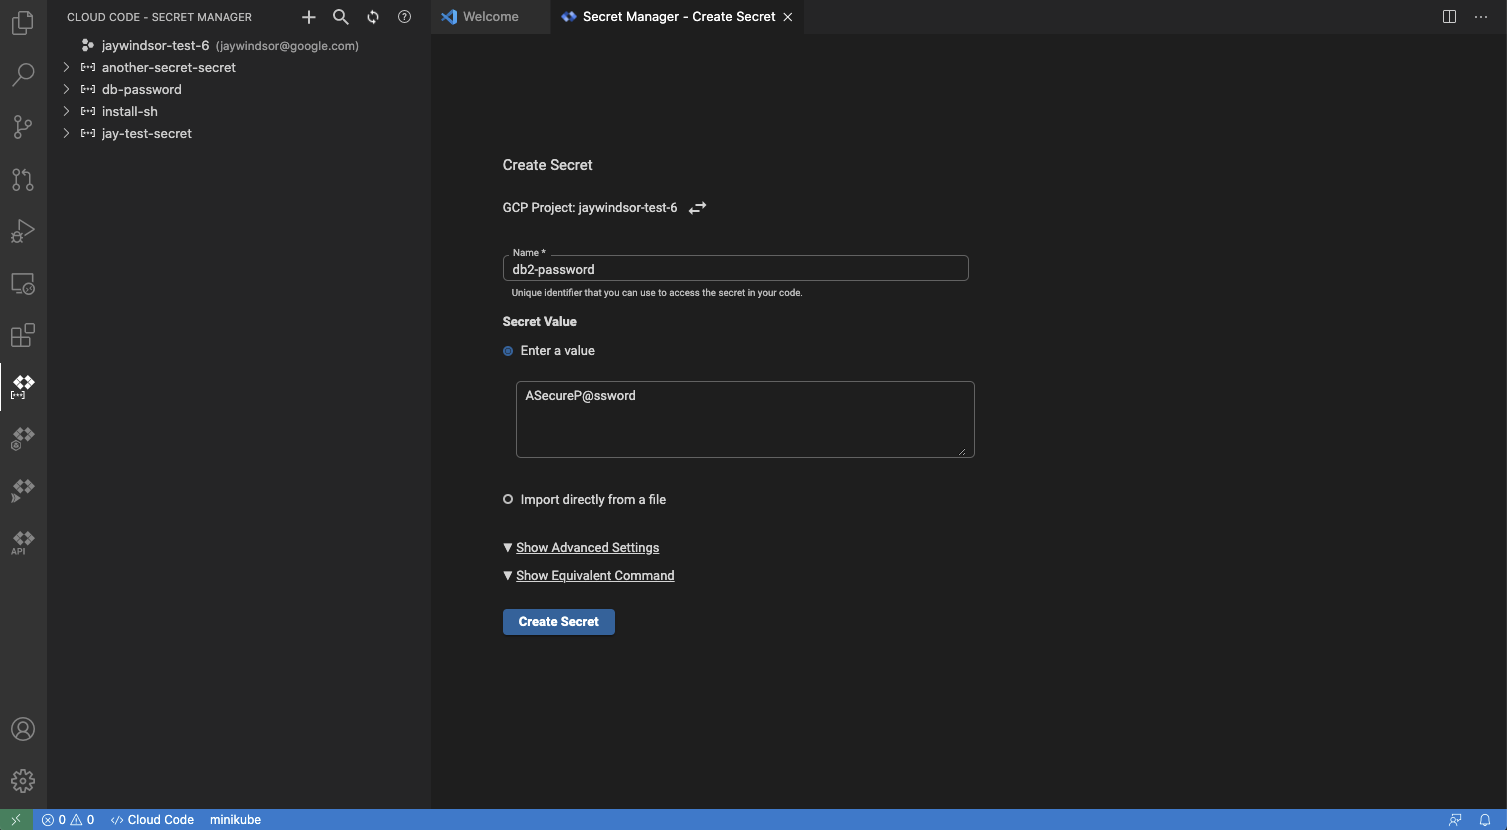 CLOUD CODE - SECRET MANAGER
jaywindsor-test-6 (jaywindsor@google.com)
another-secret-secret
db-password
install-sh
jay-test-secret
API
Welcome
Secret Manager - Create Secret
Create Secret
GCP Project: jaywindsor-test-6
Name *
db2-password
Unique identifier that you can use to access the secret in your code.
Secret Value
Enter a value
ASecureP@ssword
Import directly from a file
▼ Show Advanced Settings
▼ Show Equivalent Command
Create Secret
0 0 </> Cloud Code minikube